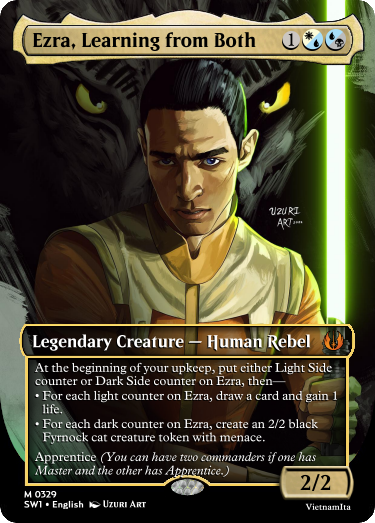 Ezra, Learning from Both 1
UZURI
ART
Legendary Creature — Human Rebel
At the beginning of your upkeep, put either Light Side
counter or Dark Side counter on Ezra, then—
• For each light counter on Ezra, draw a card and gain 1
life.
• For each dark counter on Ezra, create an 2/2 black
Fyrnock cat creature token with menace.
Apprentice (You can have two commanders if one has
Master and the other has Apprentice.)
2/2
M 0329
SW1 • English Uzuri Art
VietnamIta